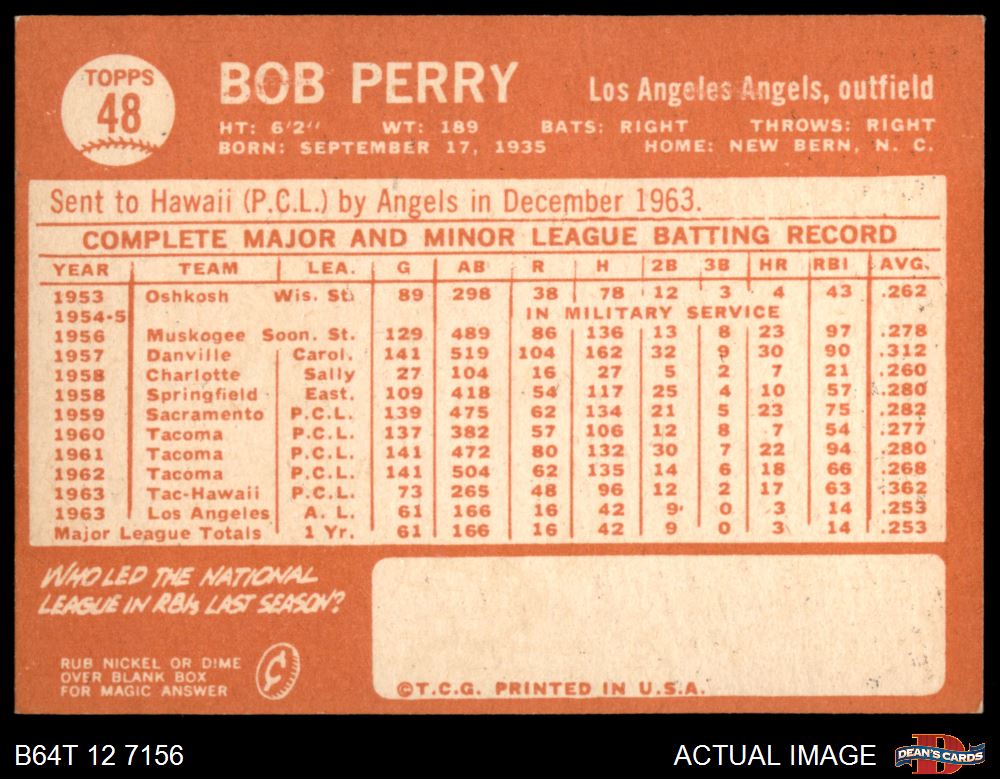 TOPPS
48
BOB PERRY
Los Angeles Angels, outfield
HT: 6'2" WT: 189 BATS: RIGHT THROWS: RIGHT
BORN: SEPTEMBER 17, 1935 HOME: NEW BERN, N. C.
Sent to Hawaii (P.C.L.) by Angels in December 1963.
COMPLETE MAJOR AND MINOR LEAGUE BATTING RECORD
YEAR TEAM LEA. G AB R H 2B 3B HR RBI AVG.
1953 Oshkosh Wis. St. 89 298 38 78 12 3 4 43 .262
1954-5 IN MILITARY SERVICE
1956 Muskogee Soon. St. 129 489 86 136 13 8 23 97 .278
1957 Danville Carol. 141 519 104 162 32 9 30 90 .312
1958 Charlotte Sally 27 104 16 27 5 2 7 21 .260
1958 Springfield East. 109 418 54 117 25 4 10 57 .280
1959 Sacramento P.C.L. 139 475 62 134 21 5 23 75 .282
1960 Tacoma P.C.L. 137 382 57 106 12 8 7 54 .277
1961 Tacoma P.C.L. 141 472 80 132 30 7 22 94 .280
1962 Tacoma P.C.L. 141 504 62 135 14 6 18 66 .268
1963 Tac-Hawaii P.C.L. 73 265 48 96 12 2 17 63 .362
1963 Los Angeles A. L. 61 166 16 42 9 0 3 14 .253
Major League Totals 1 Yr. 61 166 16 42 9 0 3 14 .253
WHO LED THE NATIONAL
LEAGUE IN RBIs LAST SEASON?
RUB NICKEL OR DIME
OVER BLANK BOX
FOR MAGIC ANSWER
©T.C.G. PRINTED IN U.S.A.
B64T 12 7156
ACTUAL IMAGE
DEAN'S CARDS